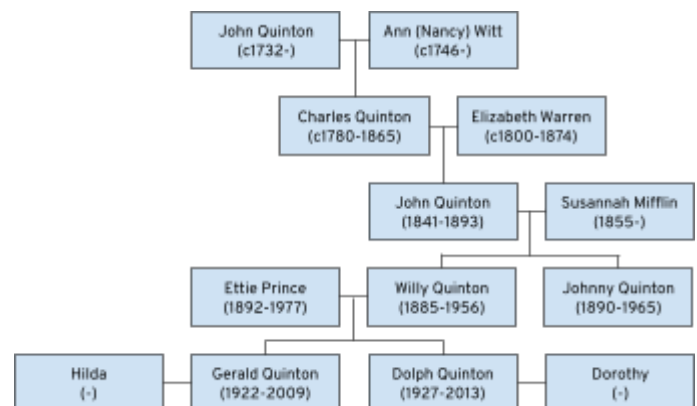 John Quinton
(c1732-)
Ann (Nancy) Witt
(c1746-)
Charles Quinton
(c1780-1865)
Elizabeth Warren
(c1800-1874)
John Quinton
(1841-1893)
Susannah Mifflin
(1855-)
Ettie Prince
(1892-1977)
Willy Quinton
(1885-1956)
Johnny Quinton
(1890-1965)
Hilda
(-)
Gerald Quinton
(1922-2009)
Dolph Quinton
(1927-2013)
Dorothy
(-)